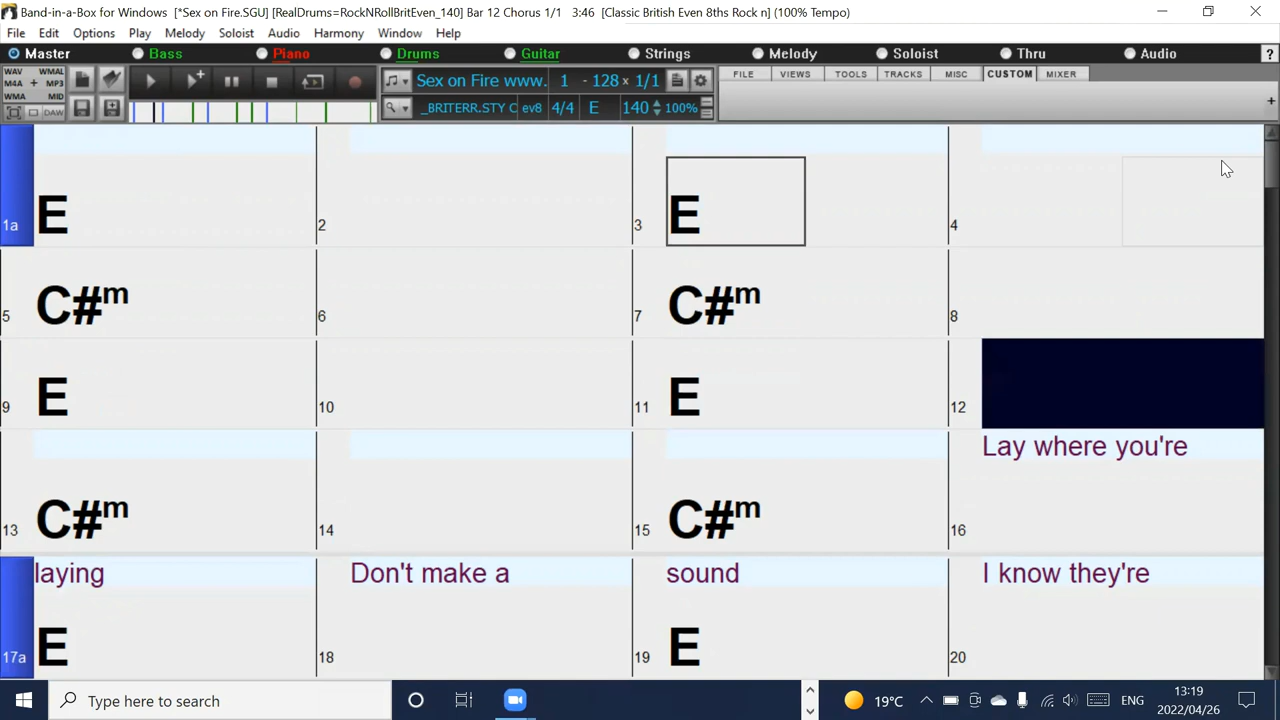 Band-in-a-Box for Windows [*Sex on Fire.SGU] [RealDrums=RockNRollBritEven_140] Bar 12 Chorus 1/1 3:46 [Classic British Even 8ths Rock n] (100% Tempo)
File Edit Options Play Melody Soloist Audio Harmony Window Help
Master Bass Piano Drums Guitar Strings Melody Soloist Thru Audio ?
WAV WMAL
M4A + MP3
WMA MID
DAW
Sex on Fire www. 1 - 128 x 1/1
_BRITERR.STY C ev8 4/4 E 140 100%
FILE VIEWS TOOLS TRACKS MISC CUSTOM MIXER
+
1a E 2 3 E 4
5 C#m 6 7 C#m 8
9 E 10 11 E 12
Lay where you're
13 C#m 14 15 C#m 16
laying Don't make a sound I know they're
17a E 18 19 E 20
Type here to search
19°C ENG 13:19
2022/04/26